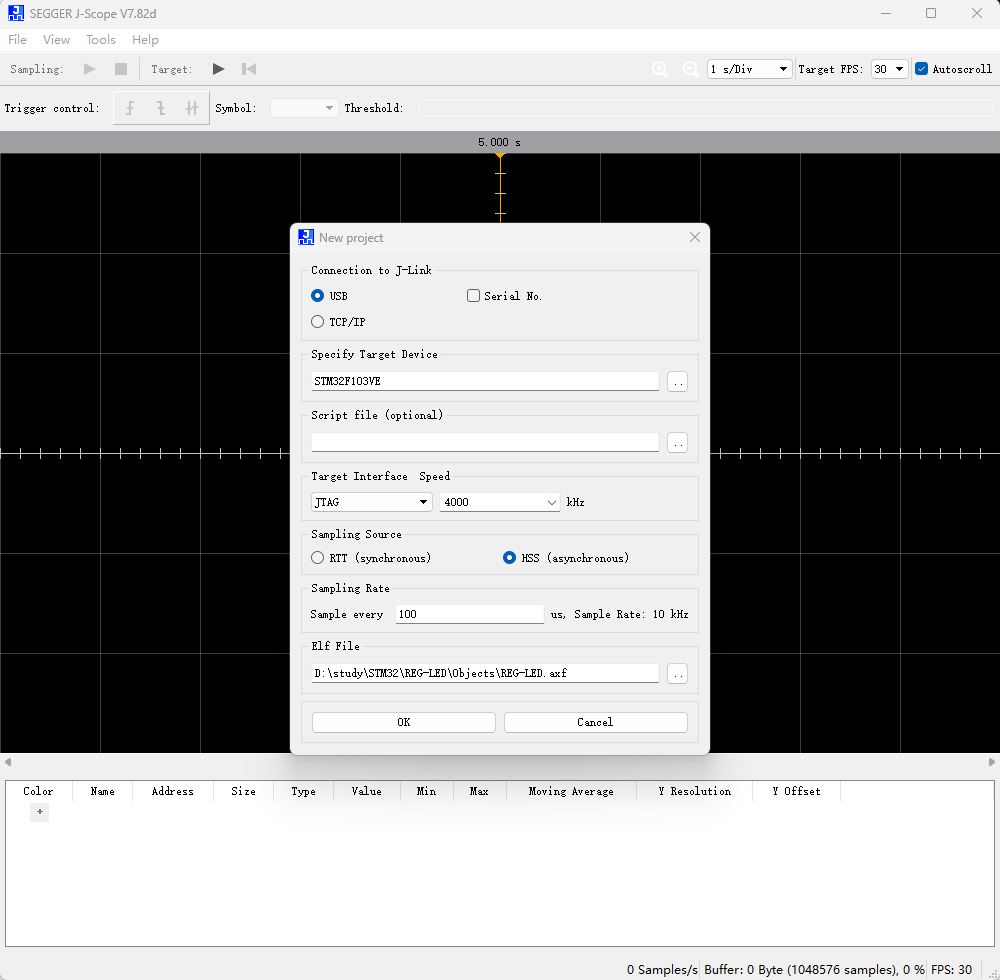 SEGGER J-Scope V7.82d
File View Tools Help
Sampling: Target: 1 s/Div Target FPS: 30 Autoscroll
Trigger control: Symbol: Threshold:
5.000 s
New project
Connection to J-Link
USB Serial No.
TCP/IP
Specify Target Device
STM32F103VE ..
Script file (optional)
..
Target Interface Speed
JTAG 4000 kHz
Sampling Source
RTT (synchronous) HSS (asynchronous)
Sampling Rate
Sample every 100 us, Sample Rate: 10 kHz
Elf File
D:\study\STM32\REG-LED\Objects\REG-LED.axf ..
OK Cancel
Color Name Address Size Type Value Min Max Moving Average Y Resolution Y Offset
+
0 Samples/s Buffer: 0 Byte (1048576 samples), 0 % FPS: 30